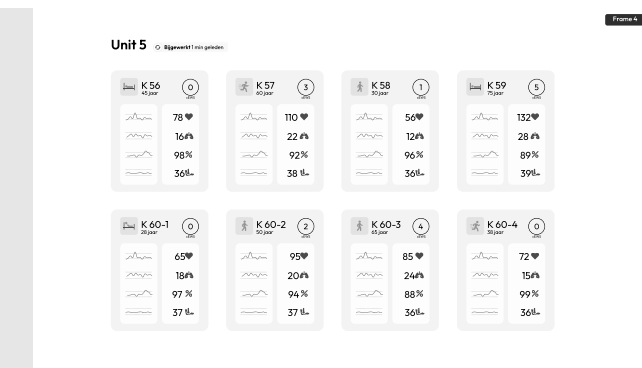 Frame 4
Unit 5 Bijgewerkt 1 min geleden
K 56 0
45 jaar
78
16
98%
36
K 57 3
60 jaar
110
22
92%
38
K 58 1
30 jaar
56
12
96%
36
K 59 5
75 jaar
132
28
89%
39
K 60-1 0
28 jaar
65
18
97 %
37
K 60-2 2
50 jaar
95
20
94 %
37
K 60-3 4
65 jaar
85
24
88%
36
K 60-4 0
38 jaar
72
15
99%
36